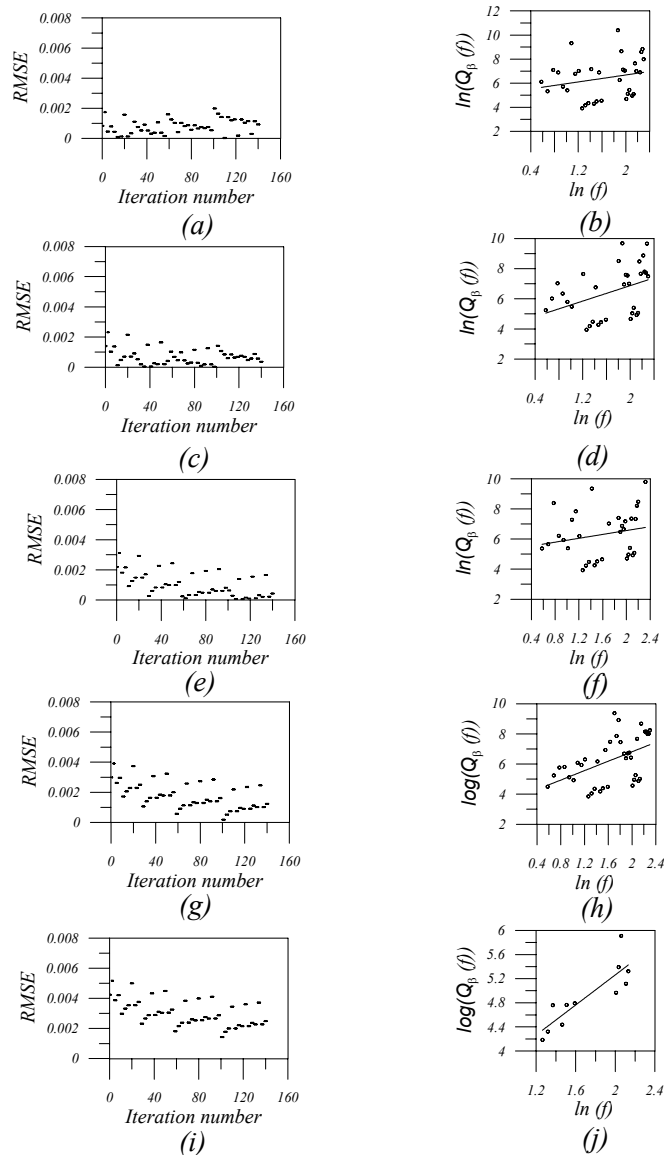 0.008
0.006
0.004
0.002
0
RMSE
0 40 80 120 160
Iteration number
(a)
12
10
8
6
4
2
ln(Qβ (f))
0.4 1.2 2
ln (f)
(b)
0.008
0.006
0.004
0.002
0
RMSE
0 40 80 120 160
Iteration number
(c)
10
8
6
4
2
ln(Qβ (f))
0.4 1.2 2
ln (f)
(d)
0.008
0.006
0.004
0.002
0
RMSE
0 40 80 120 160
Iteration number
(e)
10
8
6
4
2
ln(Qβ (f))
0.4 0.8 1.2 1.6 2 2.4
ln (f)
(f)
0.008
0.006
0.004
0.002
0
RMSE
0 40 80 120 160
Iteration number
(g)
10
8
6
4
2
log(Qβ (f))
0.4 0.8 1.2 1.6 2 2.4
ln (f)
(h)
0.008
0.006
0.004
0.002
0
RMSE
0 40 80 120 160
Iteration number
(i)
6
5.6
5.2
4.8
4.4
4
log(Qβ (f))
1.2 1.6 2 2.4
ln (f)
(j)